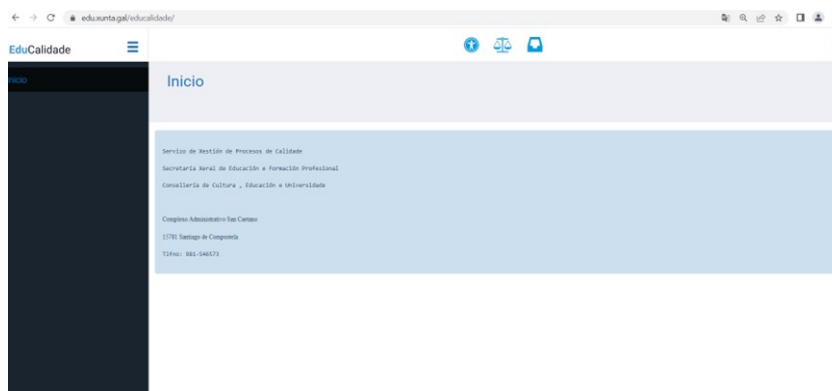 edu.xunta.gal/educalidade/
EduCalidade
Inicio
Inicio
Servizo de Xestión de Procesos de Calidade
Secretaría Xeral de Educación e Formación Profesional
Consellería de Cultura , Educación e Universidade
Complexo Administrativo San Caetano
15781 Santiago de Compostela
Tlfno: 881-546573